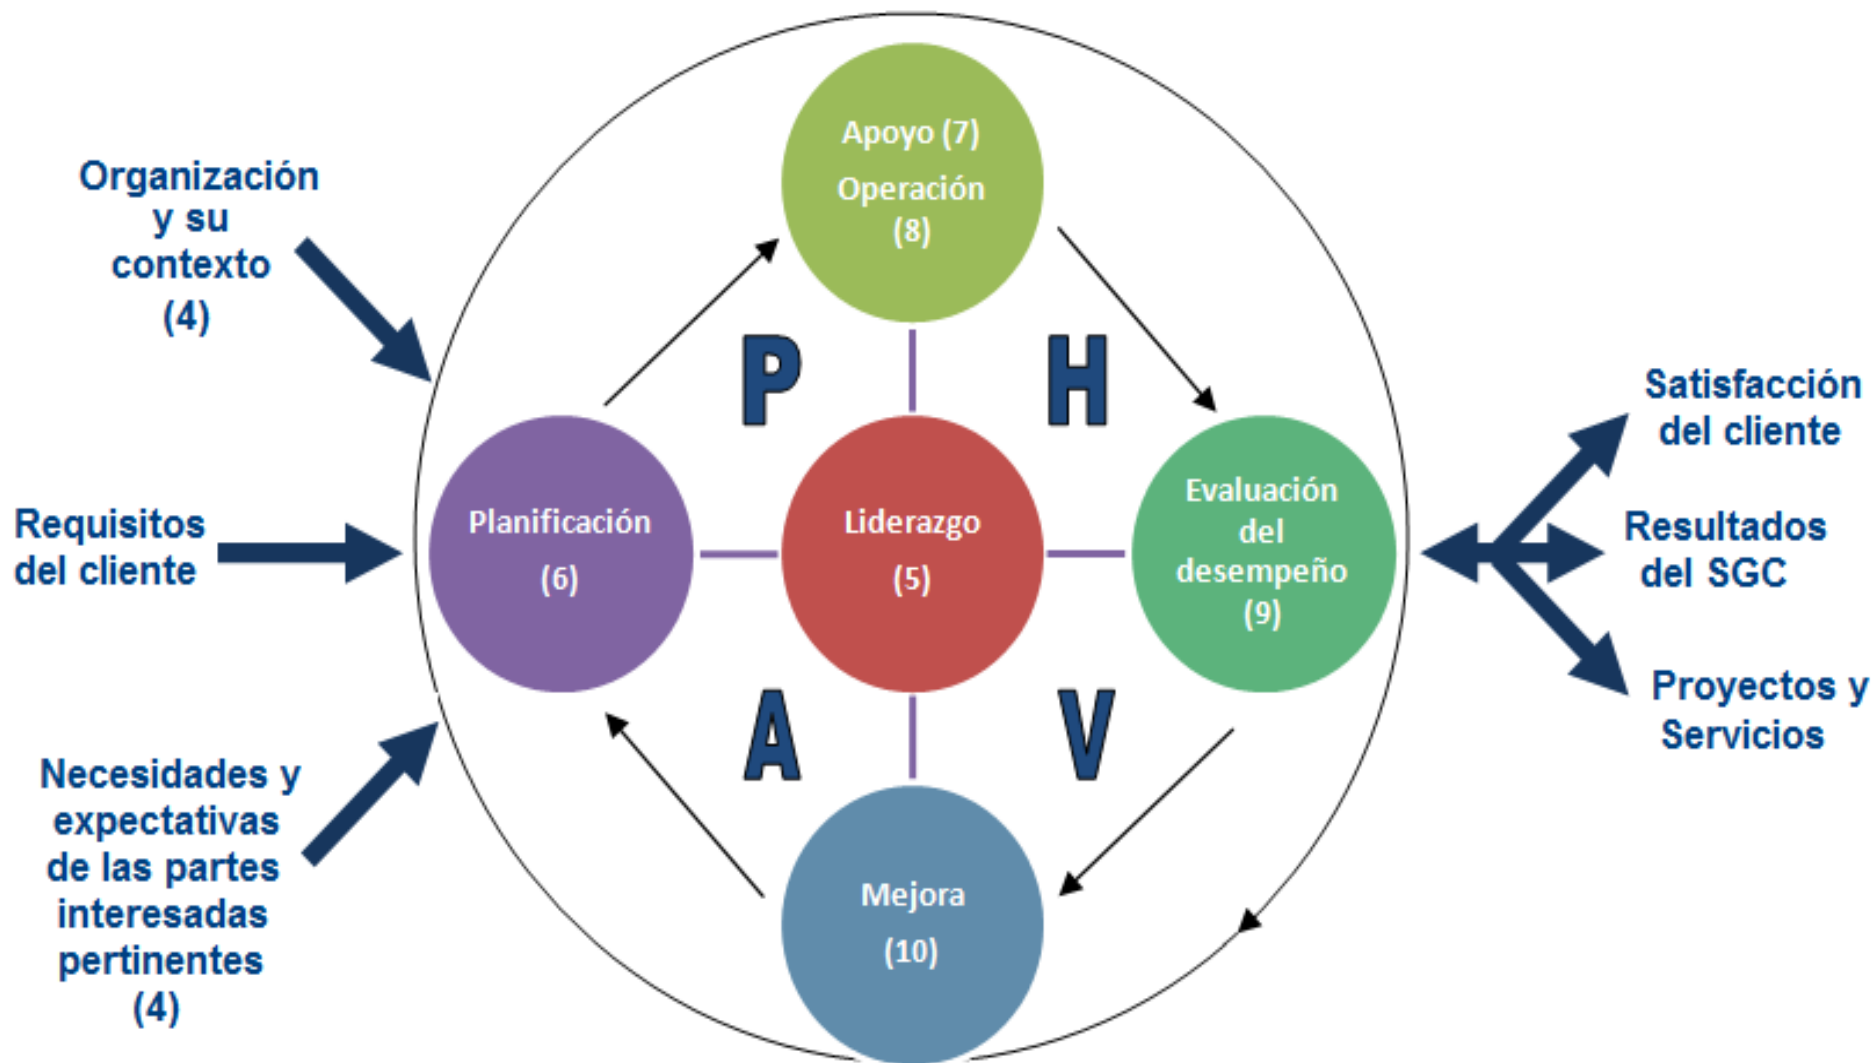 Organización
y su
contexto
(4)
Requisitos
del cliente
Necesidades y
expectativas
de las partes
interesadas
pertinentes
(4)
Apoyo (7)
Operación
(8)
P
H
Planificación
(6)
Liderazgo
(5)
Evaluación
del
desempeño
(9)
A
V
Mejora
(10)
Satisfacción
del cliente
Resultados
del SGC
Proyectos y
Servicios